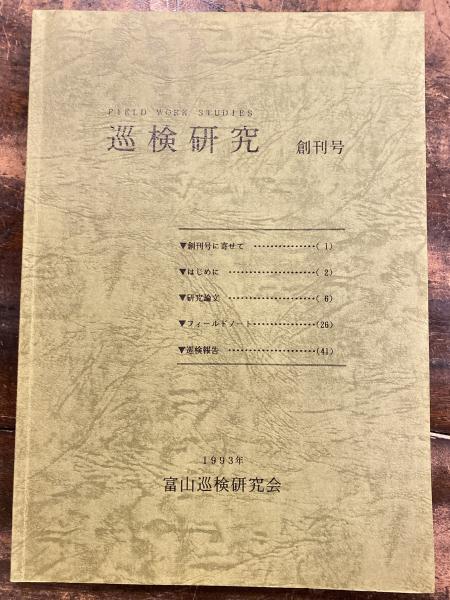 FIELD WORK STUDIES
巡検研究 創刊号
▼創刊号に寄せて ················( 1)
▼はじめに ······················( 2)
▼研究論文 ······················( 6)
▼フィールドノート················(26)
▼巡検報告 ······················(41)
1993年
富山巡検研究会